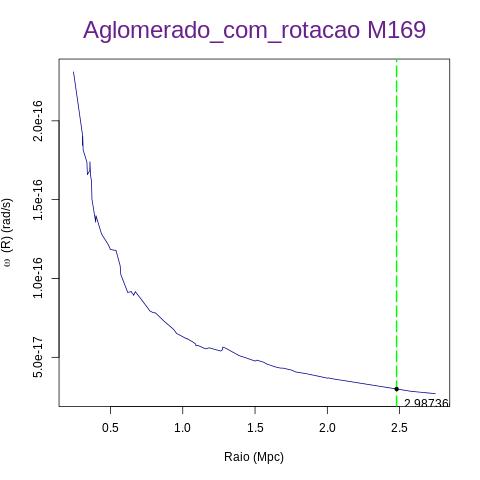 Aglomerado_com_rotacao M169
ω (R) (rad/s)
2.0e-16
1.5e-16
1.0e-16
5.0e-17
2.98736
0.5 1.0 1.5 2.0 2.5
Raio (Mpc)